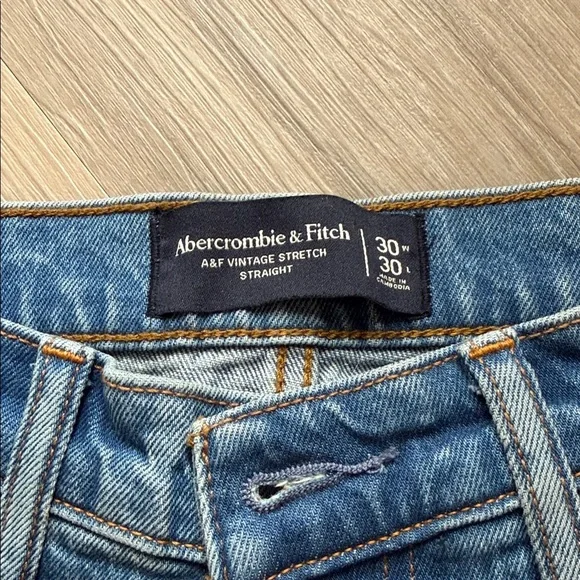 Abercrombie & Fitch
A&F VINTAGE STRETCH
STRAIGHT
30 W
30 L
MADE IN
CAMBODIA